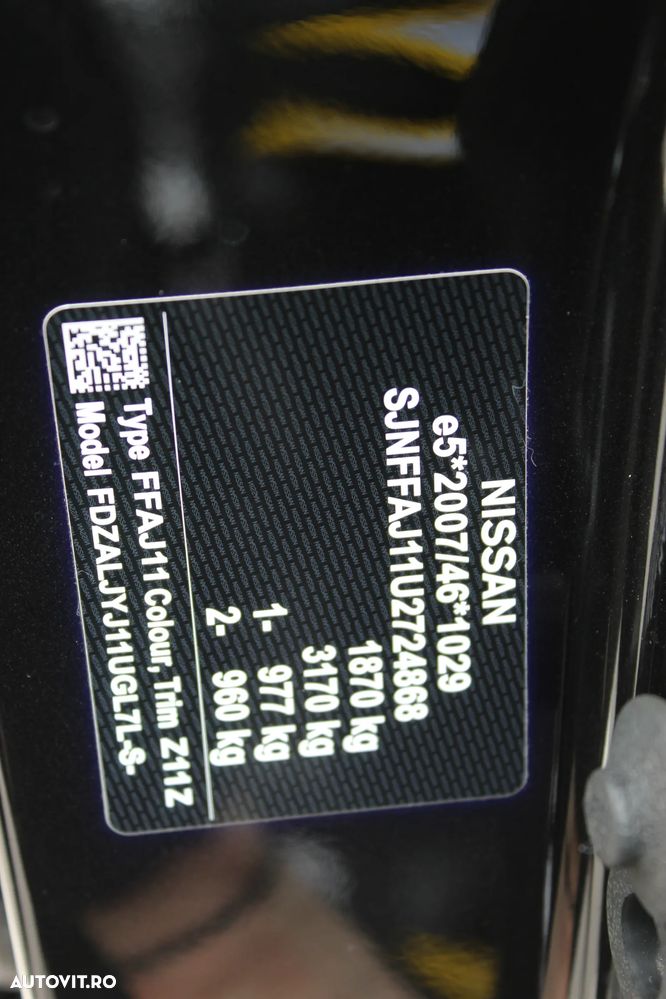 NISSAN
e5*2007/46*1029
SJNFFAJ11U2724868
1870 kg
3170 kg
1- 977 kg
2- 960 kg
Type FFAJ11 Colour, Trim Z11Z
Model FDZALJYJ11UGL7L-S-
AUTOVIT.RO